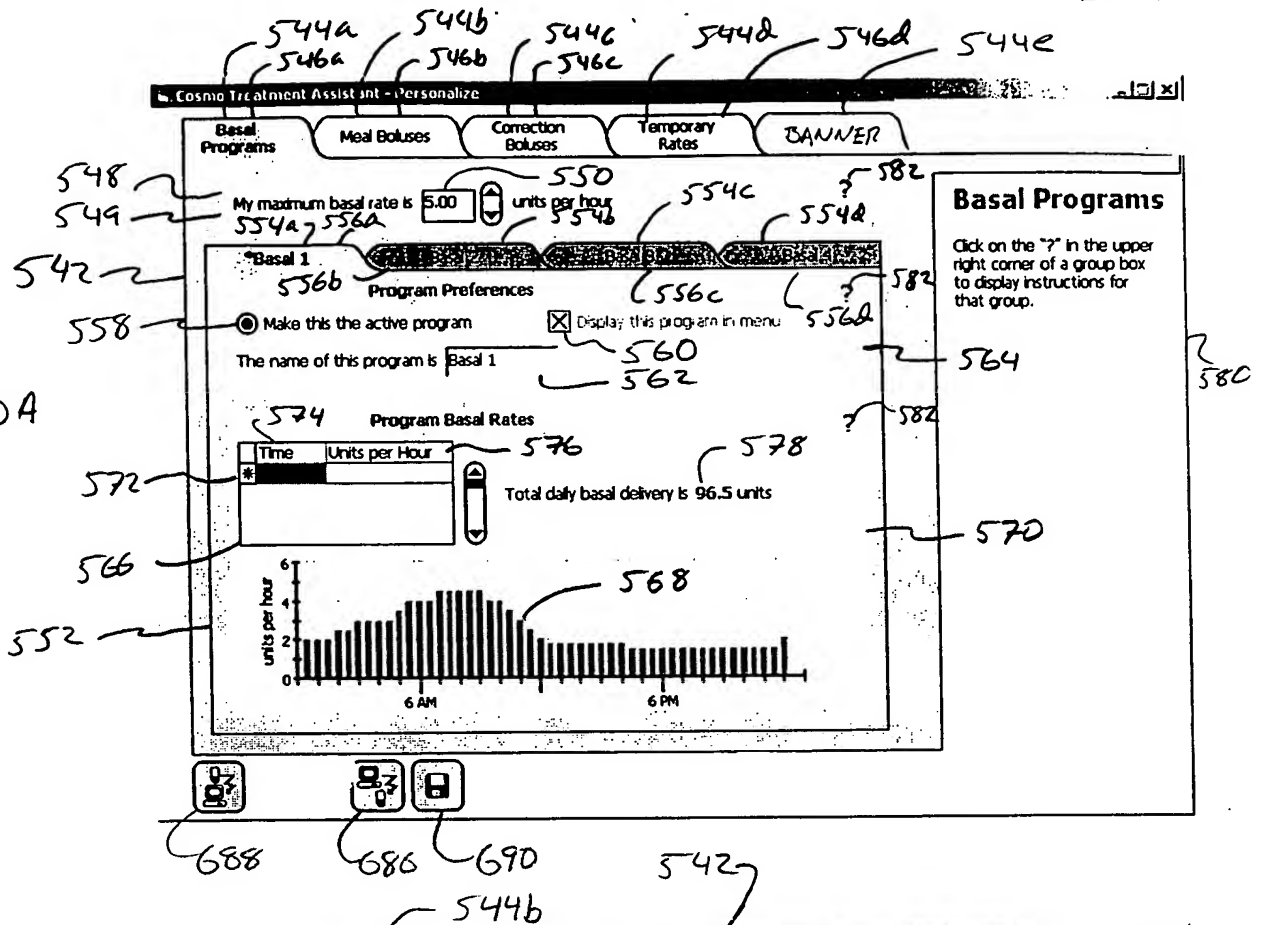 544a 544b 544c 544d 546d 544e
546a 546b 546c
Cosmo Treatment Assistant - Personalize
Basal Programs
Meal Boluses
Correction Boluses
Temporary Rates
BANNER
548
549
My maximum basal rate is 5.00 units per hour
550
? 582
554a 556a 554b 554c 554d
542
*Basal 1
556b 556c 556d
Program Preferences
? 582
558
Make this the active program
Display this program in menu
560
The name of this program is Basal 1
562
564
580
Basal Programs
Click on the "?" in the upper
right corner of a group box
to display instructions for
that group.
574
Program Basal Rates
? 582
Time Units per Hour
576
578
572
*
Total daily basal delivery is 96.5 units
566
570
568
552
units per hour
6
4
2
0
6 AM
6 PM
688 686 690
542
544b